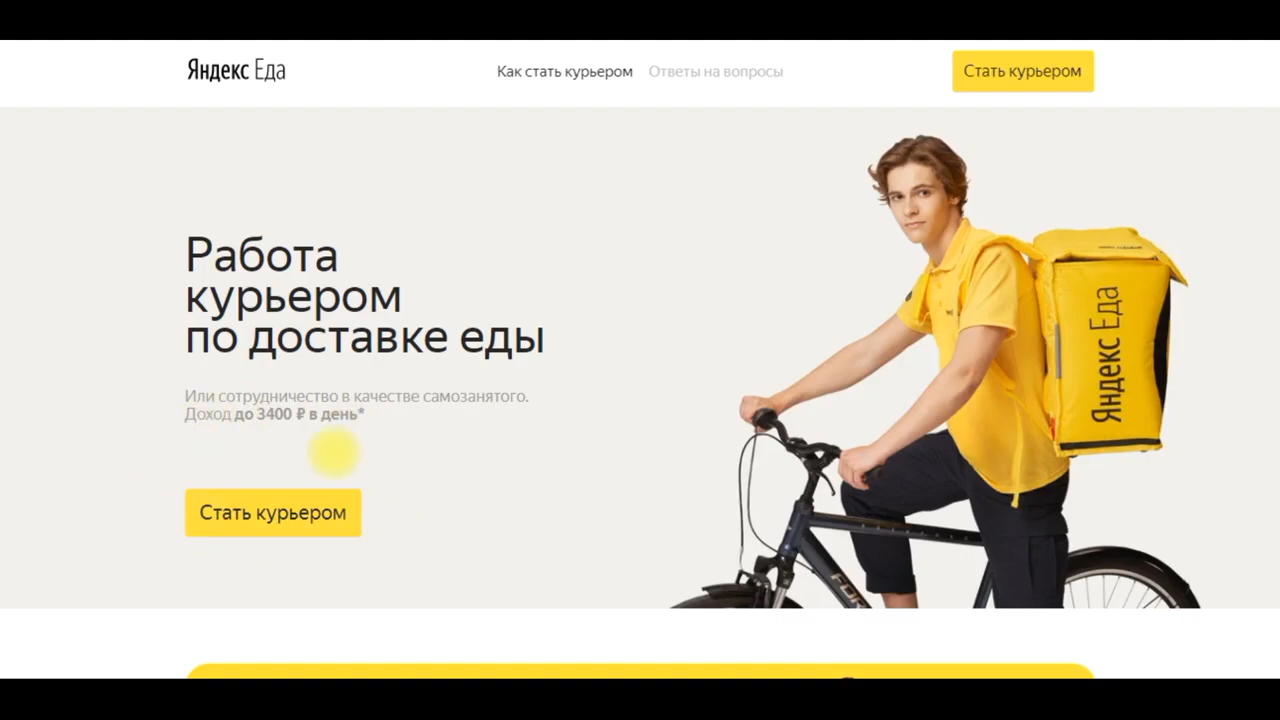 Яндекс Еда
Как стать курьером
Ответы на вопросы
Стать курьером
Работа
курьером
по доставке еды
Или сотрудничество в качестве самозанятого.
Доход до 3400 ₽ в день*
Стать курьером
Яндекс Еда